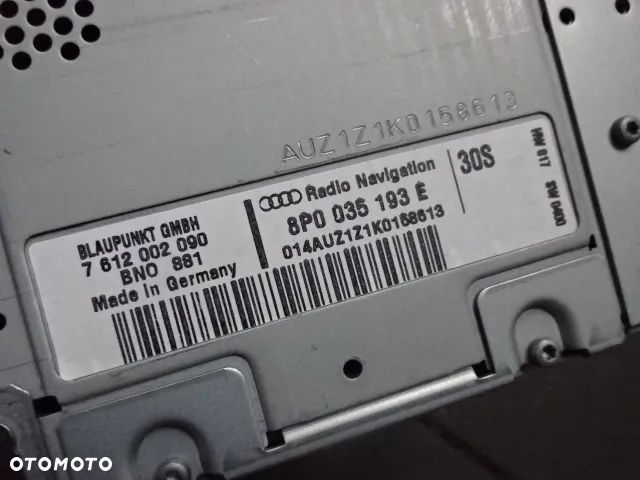 AUZ1Z1K0158613
BLAUPUNKT GMBH
7 612 002 090
BNO 881
Made in Germany
Radio Navigation
8P0 035 193 E
014AUZ1Z1K0158613
30S
HW 017 SW 0400
OTOMOTO